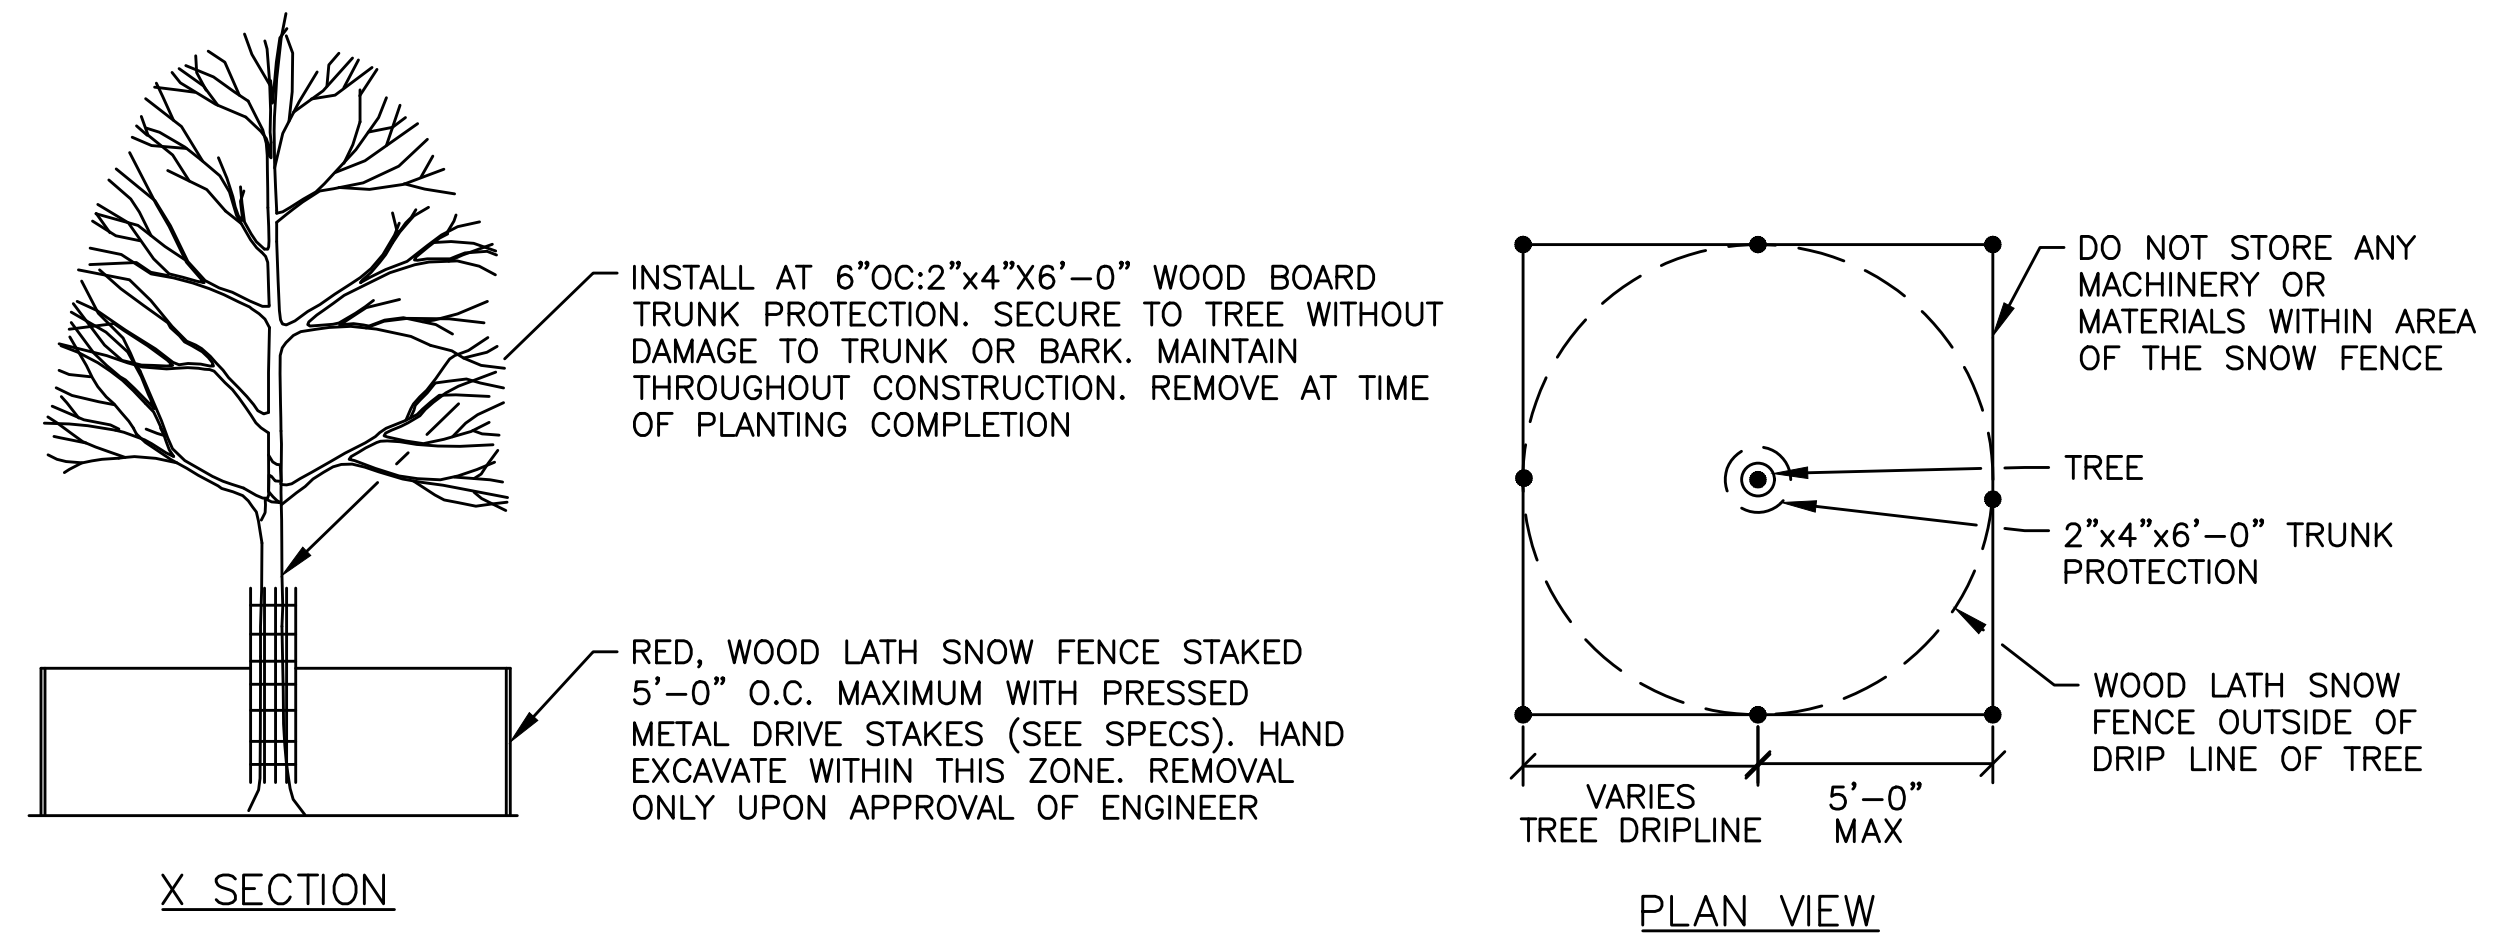 INSTALL AT 6"OC:2"x4"X6'-0" WOOD BOARD
TRUNK PROTECTION. SECURE TO TREE WITHOUT
DAMAGE TO TRUNK OR BARK. MAINTAIN
THROUGHOUT CONSTRUCTION. REMOVE AT TIME
OF PLANTING COMPLETION
RED, WOOD LATH SNOW FENCE STAKED
5'-0" O.C. MAXIMUM WITH PRESSED
METAL DRIVE STAKES (SEE SPECS). HAND
EXCAVATE WITHIN THIS ZONE. REMOVAL
ONLY UPON APPROVAL OF ENGINEER
X SECTION
DO NOT STORE ANY
MACHINERY OR
MATERIALS WITHIN AREA
OF THE SNOW FENCE
TREE
2"x4"x6'-0" TRUNK
PROTECTION
WOOD LATH SNOW
FENCE OUTSIDE OF
DRIP LINE OF TREE
VARIES
TREE DRIPLINE
5'-0"
MAX
PLAN VIEW